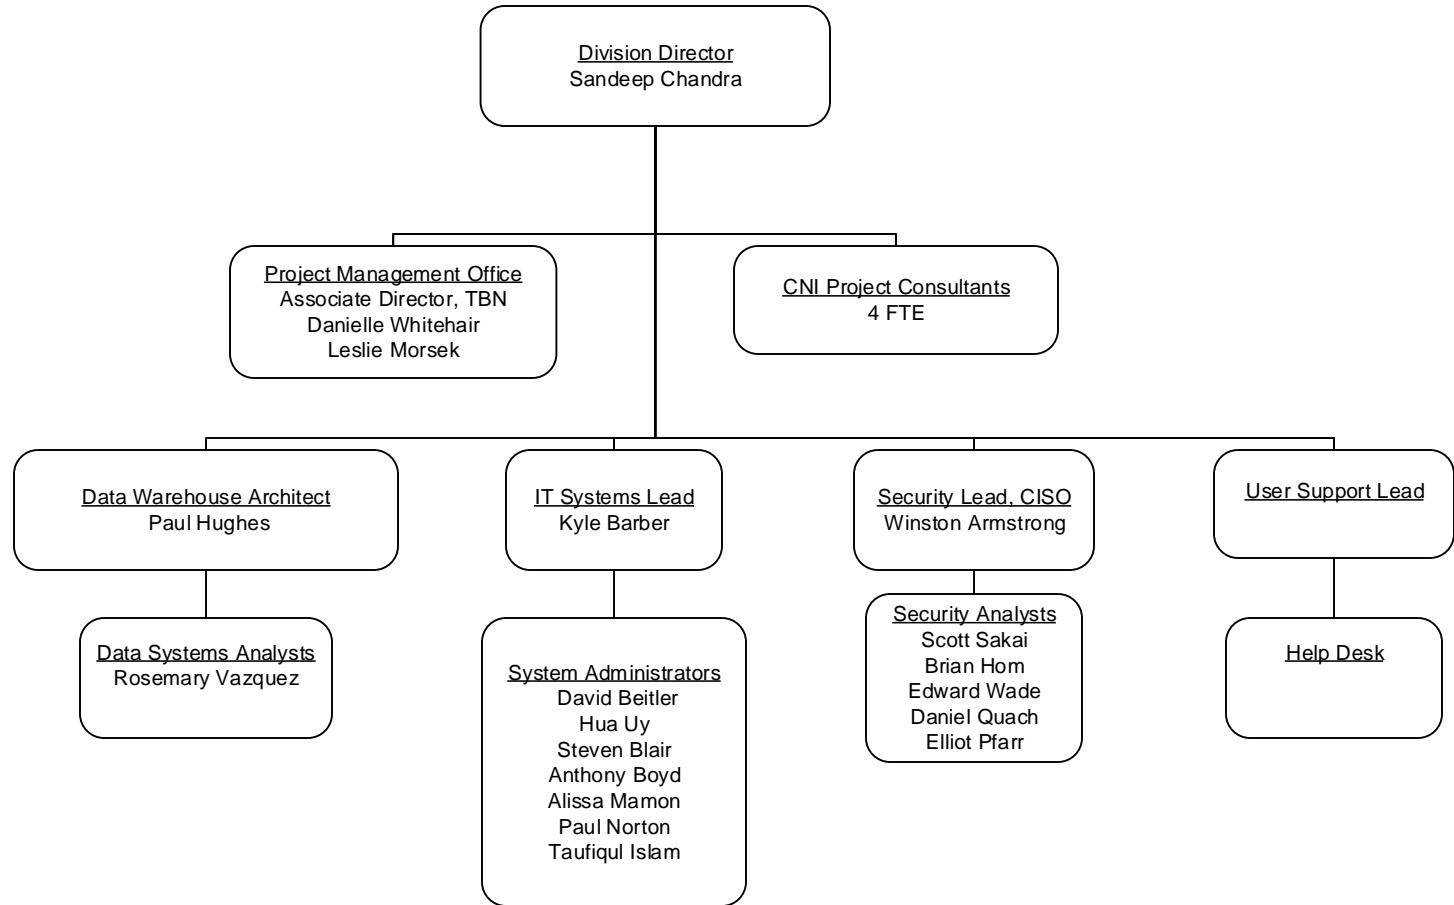 Division Director
Sandeep Chandra
Project Management Office
Associate Director, TBN
Danielle Whitehair
Leslie Morsek
CNI Project Consultants
4 FTE
Data Warehouse Architect
Paul Hughes
IT Systems Lead
Kyle Barber
Security Lead, CISO
Winston Armstrong
User Support Lead
Data Systems Analysts
Rosemary Vazquez
System Administrators
David Beitler
Hua Uy
Steven Blair
Anthony Boyd
Alissa Mamon
Paul Norton
Taufiqul Islam
Security Analysts
Scott Sakai
Brian Horn
Edward Wade
Daniel Quach
Elliot Pfarr
Help Desk